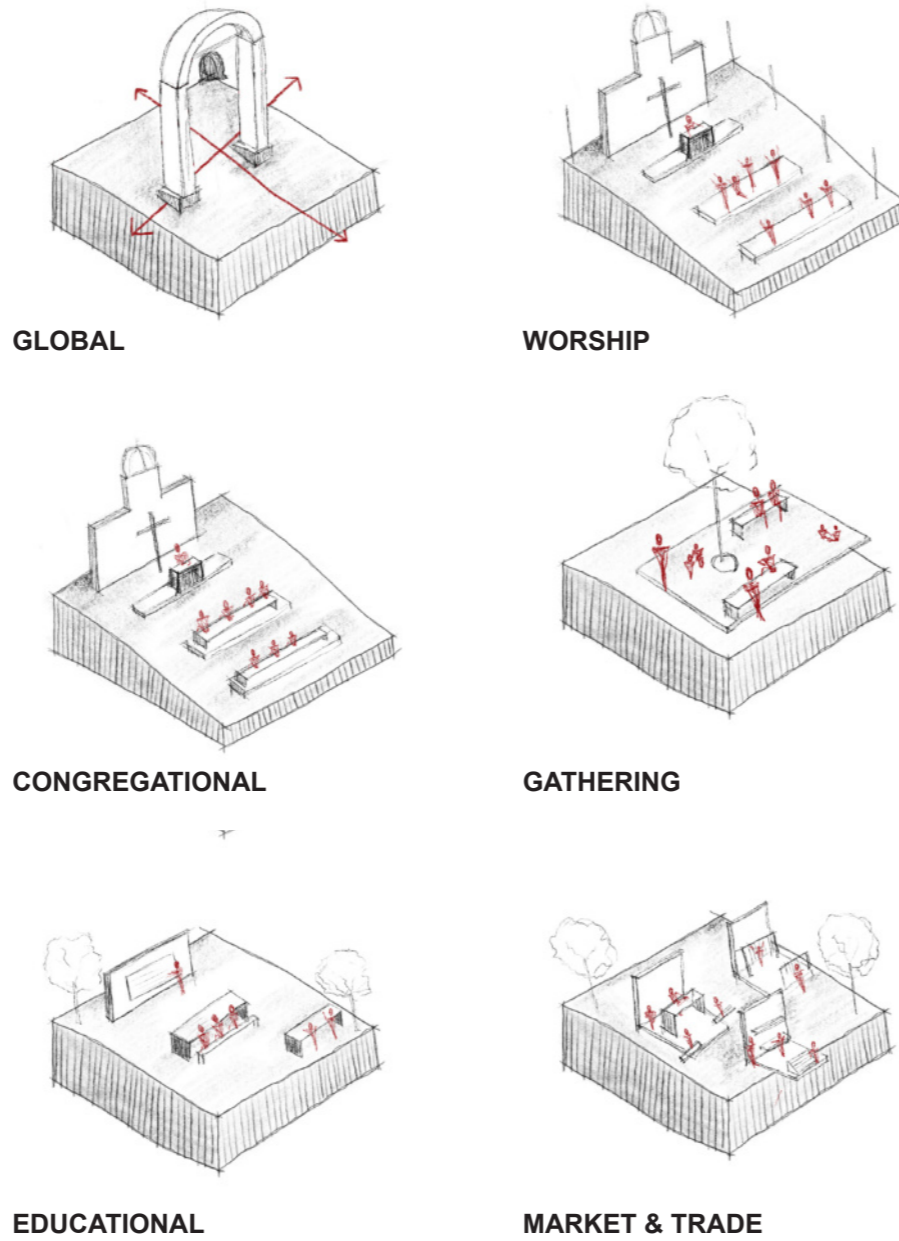 GLOBAL
WORSHIP
CONGREGATIONAL
GATHERING
EDUCATIONAL
MARKET & TRADE